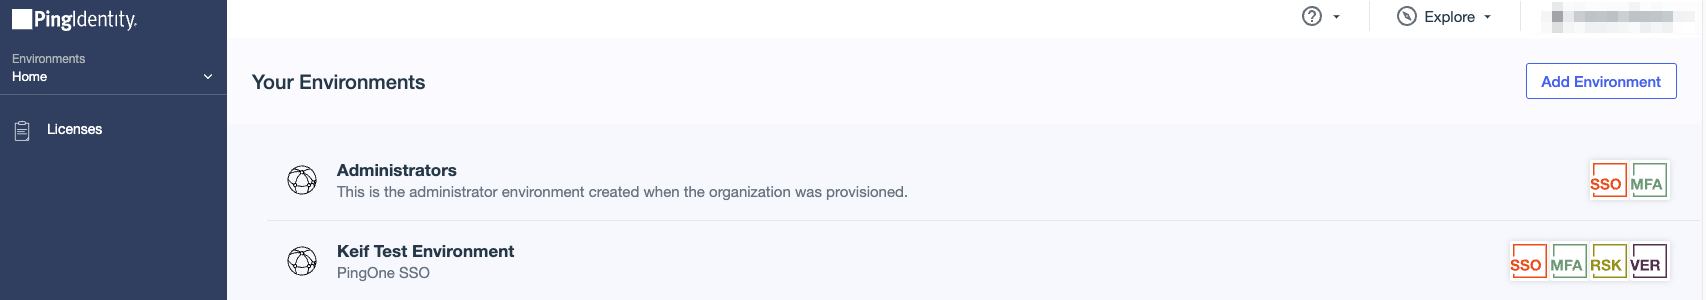 PingIdentity.
Explore
Environments
Home
Your Environments
Add Environment
Licenses
Administrators
This is the administrator environment created when the organization was provisioned.
SSO MFA
Keif Test Environment
PingOne SSO
SSO MFA RSK VER